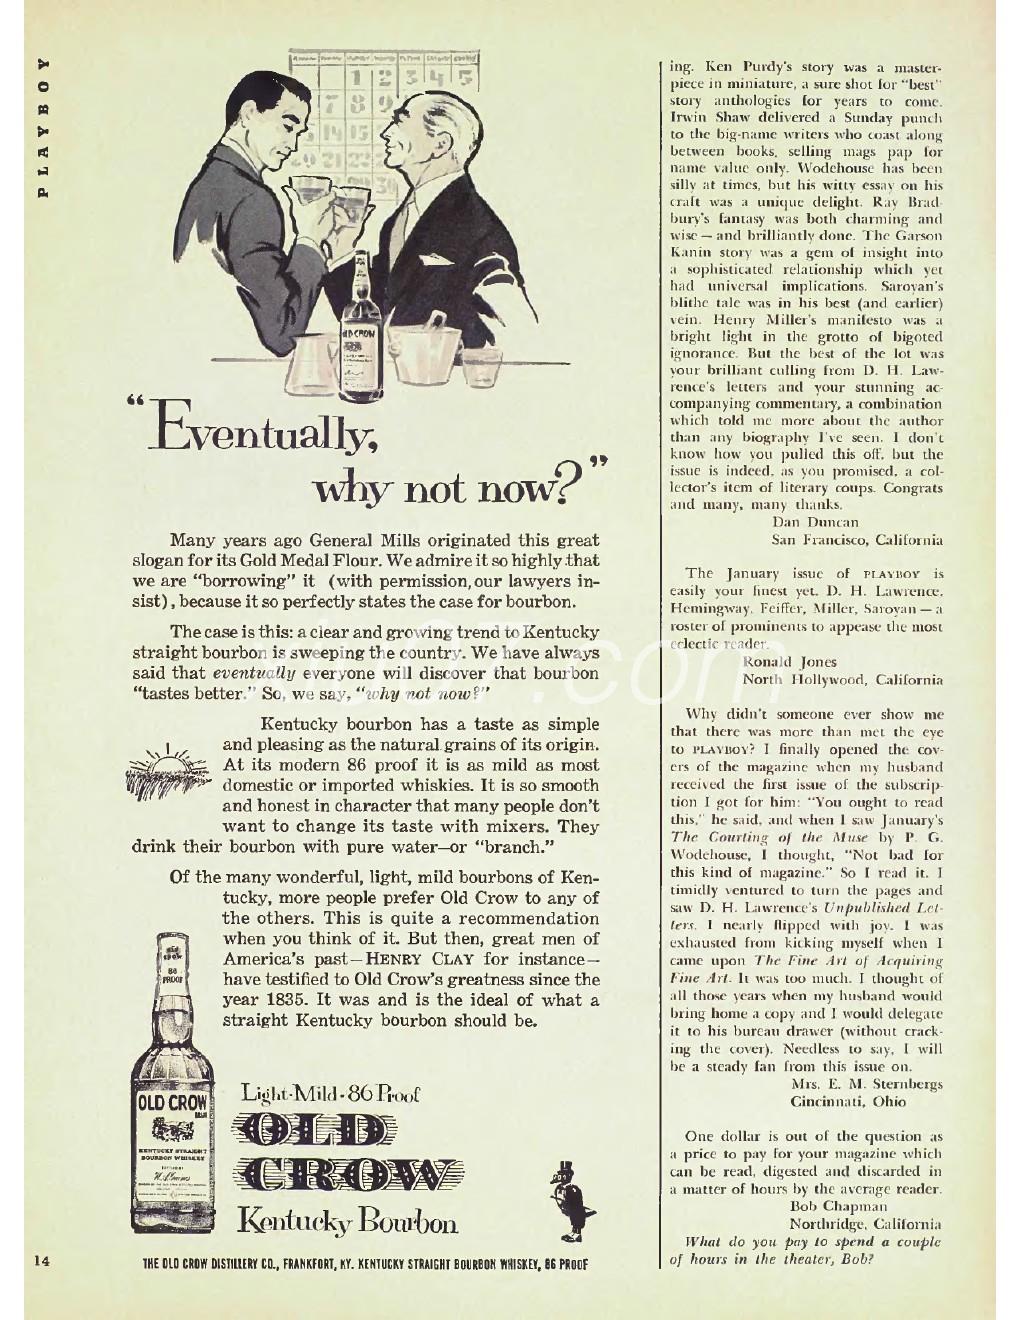 PLAYBOY
1 2 3 4 5
7 8 9
14 15
20 21 22
30
OLD CROW
"Eventually,
why not now?"
Many years ago General Mills originated this great
slogan for its Gold Medal Flour. We admire it so highly that
we are "borrowing" it (with permission, our lawyers in-
sist), because it so perfectly states the case for bourbon.
The case is this: a clear and growing trend to Kentucky
straight bourbon is sweeping the country. We have always
said that eventually everyone will discover that bourbon
"tastes better." So, we say, "why not now?"
Kentucky bourbon has a taste as simple
and pleasing as the natural grains of its origin.
At its modern 86 proof it is as mild as most
domestic or imported whiskies. It is so smooth
and honest in character that many people don't
want to change its taste with mixers. They
drink their bourbon with pure water—or "branch."
Of the many wonderful, light, mild bourbons of Ken-
tucky, more people prefer Old Crow to any of
the others. This is quite a recommendation
when you think of it. But then, great men of
America's past—HENRY CLAY for instance—
have testified to Old Crow's greatness since the
year 1835. It was and is the ideal of what a
straight Kentucky bourbon should be.
OLD
CROW
86
PROOF
OLD CROW
KENTUCKY STRAIGHT
BOURBON WHISKEY
Light·Mild·86 Proof
OLD
CROW
Kentucky Bourbon
14
THE OLD CROW DISTILLERY CO., FRANKFORT, KY. KENTUCKY STRAIGHT BOURBON WHISKEY, 86 PROOF
ing. Ken Purdy's story was a master-
piece in miniature, a sure shot for "best"
story anthologies for years to come.
Irwin Shaw delivered a Sunday punch
to the big-name writers who coast along
between books, selling mags pap for
name value only. Wodehouse has been
silly at times, but his witty essay on his
craft was a unique delight. Ray Brad-
bury's fantasy was both charming and
wise — and brilliantly done. The Garson
Kanin story was a gem of insight into
a sophisticated relationship which yet
had universal implications. Saroyan's
blithe tale was in his best (and earlier)
vein. Henry Miller's manifesto was a
bright light in the grotto of bigoted
ignorance. But the best of the lot was
your brilliant culling from D. H. Law-
rence's letters and your stunning ac-
companying commentary, a combination
which told me more about the author
than any biography I've seen. I don't
know how you pulled this off, but the
issue is indeed, as you promised, a col-
lector's item of literary coups. Congrats
and many, many thanks.
Dan Duncan
San Francisco, California
The January issue of PLAYBOY is
easily your finest yet. D. H. Lawrence,
Hemingway, Feiffer, Miller, Saroyan — a
roster of prominents to appease the most
eclectic reader.
Ronald Jones
North Hollywood, California
Why didn't someone ever show me
that there was more than met the eye
to PLAYBOY? I finally opened the cov-
ers of the magazine when my husband
received the first issue of the subscrip-
tion I got for him: "You ought to read
this," he said, and when I saw January's
The Courting of the Muse by P. G.
Wodehouse, I thought, "Not bad for
this kind of magazine." So I read it. I
timidly ventured to turn the pages and
saw D. H. Lawrence's Unpublished Let-
ters. I nearly flipped with joy. I was
exhausted from kicking myself when I
came upon The Fine Art of Acquiring
Fine Art. It was too much. I thought of
all those years when my husband would
bring home a copy and I would delegate
it to his bureau drawer (without crack-
ing the cover). Needless to say, I will
be a steady fan from this issue on.
Mrs. E. M. Sternbergs
Cincinnati, Ohio
One dollar is out of the question as
a price to pay for your magazine which
can be read, digested and discarded in
a matter of hours by the average reader.
Bob Chapman
Northridge, California
What do you pay to spend a couple
of hours in the theater, Bob?